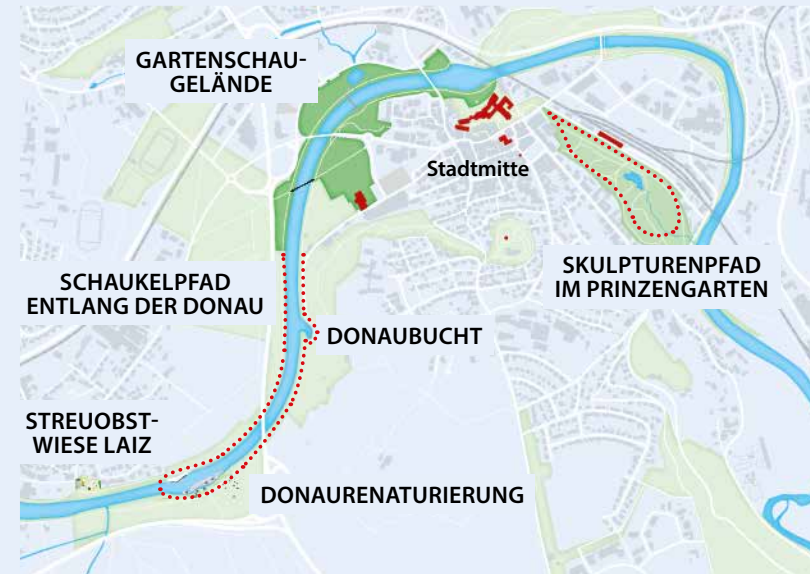 GARTENSCHAU-
GELÄNDE
Stadtmitte
SCHAUKELPFAD
ENTLANG DER DONAU
SKULPTURENPFAD
IM PRINZENGARTEN
DONAUBUCHT
STREUOBST-
WIESE LAIZ
DONAURENATURIERUNG